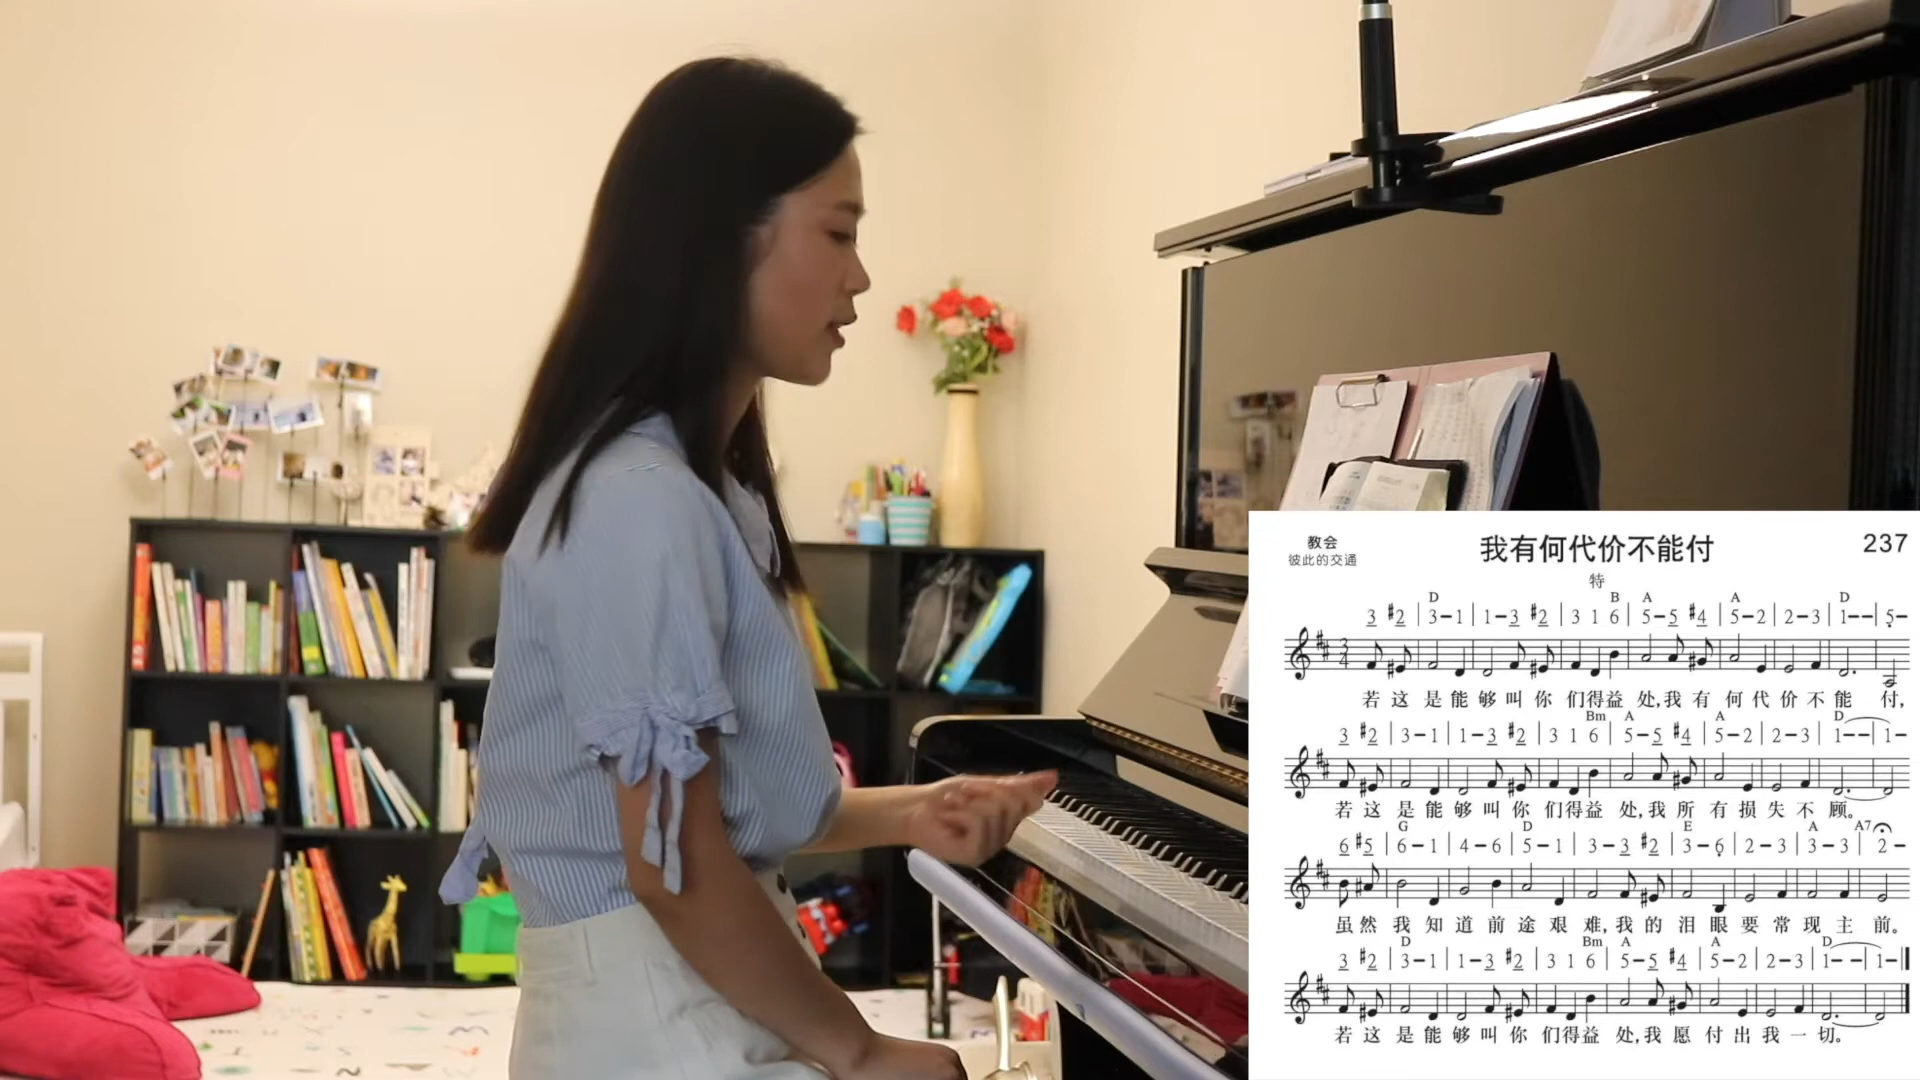 教会
彼此的交通
我有何代价不能付
237
特
D B A A D
3 #2 | 3-1 | 1-3 #2 | 3 1 6 | 5-5 #4 | 5-2 | 2-3 | 1-- | 5-
3
4
若这是能够叫你们得益处,我有何代价不能付,
Bm A A D
3 #2 | 3-1 | 1-3 #2 | 3 1 6 | 5-5 #4 | 5-2 | 2-3 | 1-- | 1-
若这是能够叫你们得益处,我所有损失不顾。
G D E A A7
6 #5 | 6-1 | 4-6 | 5-1 | 3-3 #2 | 3-6 | 2-3 | 3-3 | 2-
虽然我知道前途艰难,我的泪眼要常现主前。
D Bm A A D
3 #2 | 3-1 | 1-3 #2 | 3 1 6 | 5-5 #4 | 5-2 | 2-3 | 1-- | 1-
若这是能够叫你们得益处,我愿付出我一切。